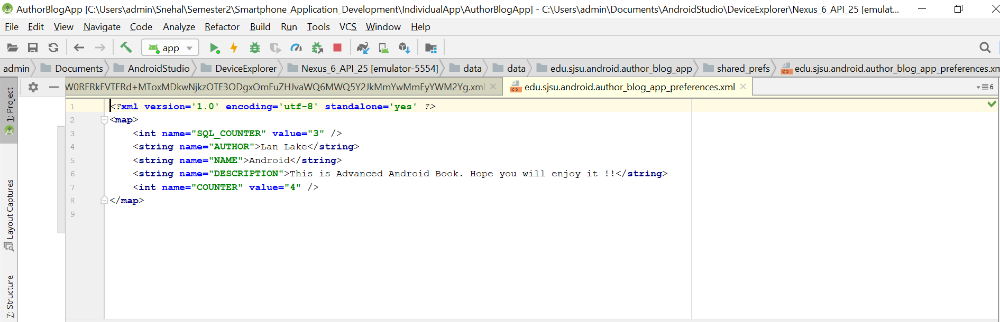 AuthorBlogApp [C:\Users\admin\Snehal\Semester2\Smartphone_Application_Development\IndividualApp\AuthorBlogApp] - C:\Users\admin\Documents\AndroidStudio\DeviceExplorer\Nexus_6_API_25 [emulat...
File Edit View Navigate Code Analyze Refactor Build Run Tools VCS Window Help
app
admin Documents AndroidStudio DeviceExplorer Nexus_6_API_25 [emulator-5554] data data edu.sjsu.android.author_blog_app shared_prefs edu.sjsu.android.author_blog_app_preferences.xm
W0RFRkFVTFRd+MToxMDkwNjkzOTE3ODgxOmFuZHJvaWQ6MWQ5Y2JkMmYwMmEyYWM2Yg.xml edu.sjsu.android.author_blog_app_preferences.xml 6
1: Project
Layout Captures
7: Structure
1 <?xml version='1.0' encoding='utf-8' standalone='yes' ?>
2 <map>
3 <int name="SQL_COUNTER" value="3" />
4 <string name="AUTHOR">Lan Lake</string>
5 <string name="NAME">Android</string>
6 <string name="DESCRIPTION">This is Advanced Android Book. Hope you will enjoy it !!</string>
7 <int name="COUNTER" value="4" />
8 </map>
9